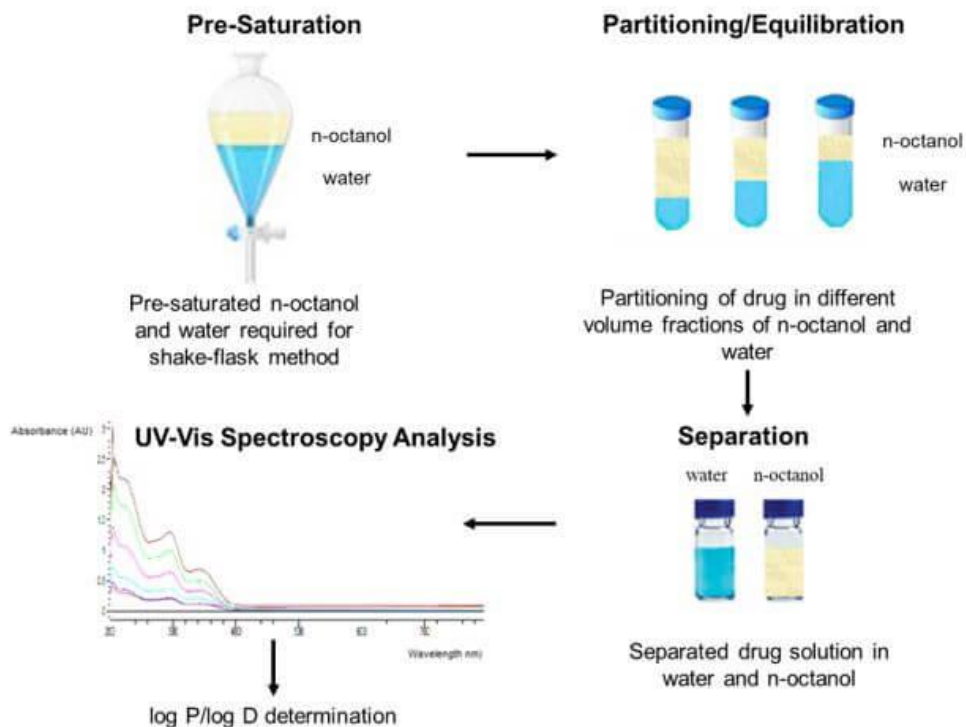 Pre-Saturation
n-octanol
water
Pre-saturated n-octanol
and water required for
shake-flask method
Partitioning/Equilibration
n-octanol
water
Partitioning of drug in different
volume fractions of n-octanol and
water
Separation
water n-octanol
Separated drug solution in
water and n-octanol
UV-Vis Spectroscopy Analysis
Absorbance (AU)
Wavelength nm)
log P/log D determination